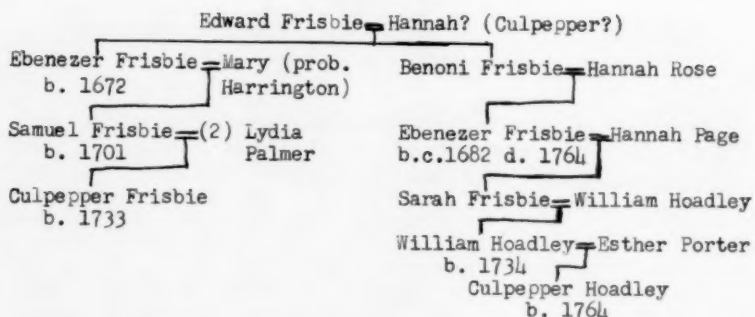 Edward Frisbie = Hannah? (Culpepper?)
Ebenezer Frisbie = Mary (prob. Benoni Frisbie = Hannah Rose
b. 1672 Harrington)
Samuel Frisbie = (2) Lydia Ebenezer Frisbie = Hannah Page
b. 1701 Palmer b.c.1682 d. 1764
Culpepper Frisbie Sarah Frisbie = William Hoadley
b. 1733
William Hoadley = Esther Porter
b. 1734
Culpepper Hoadley
b. 1764